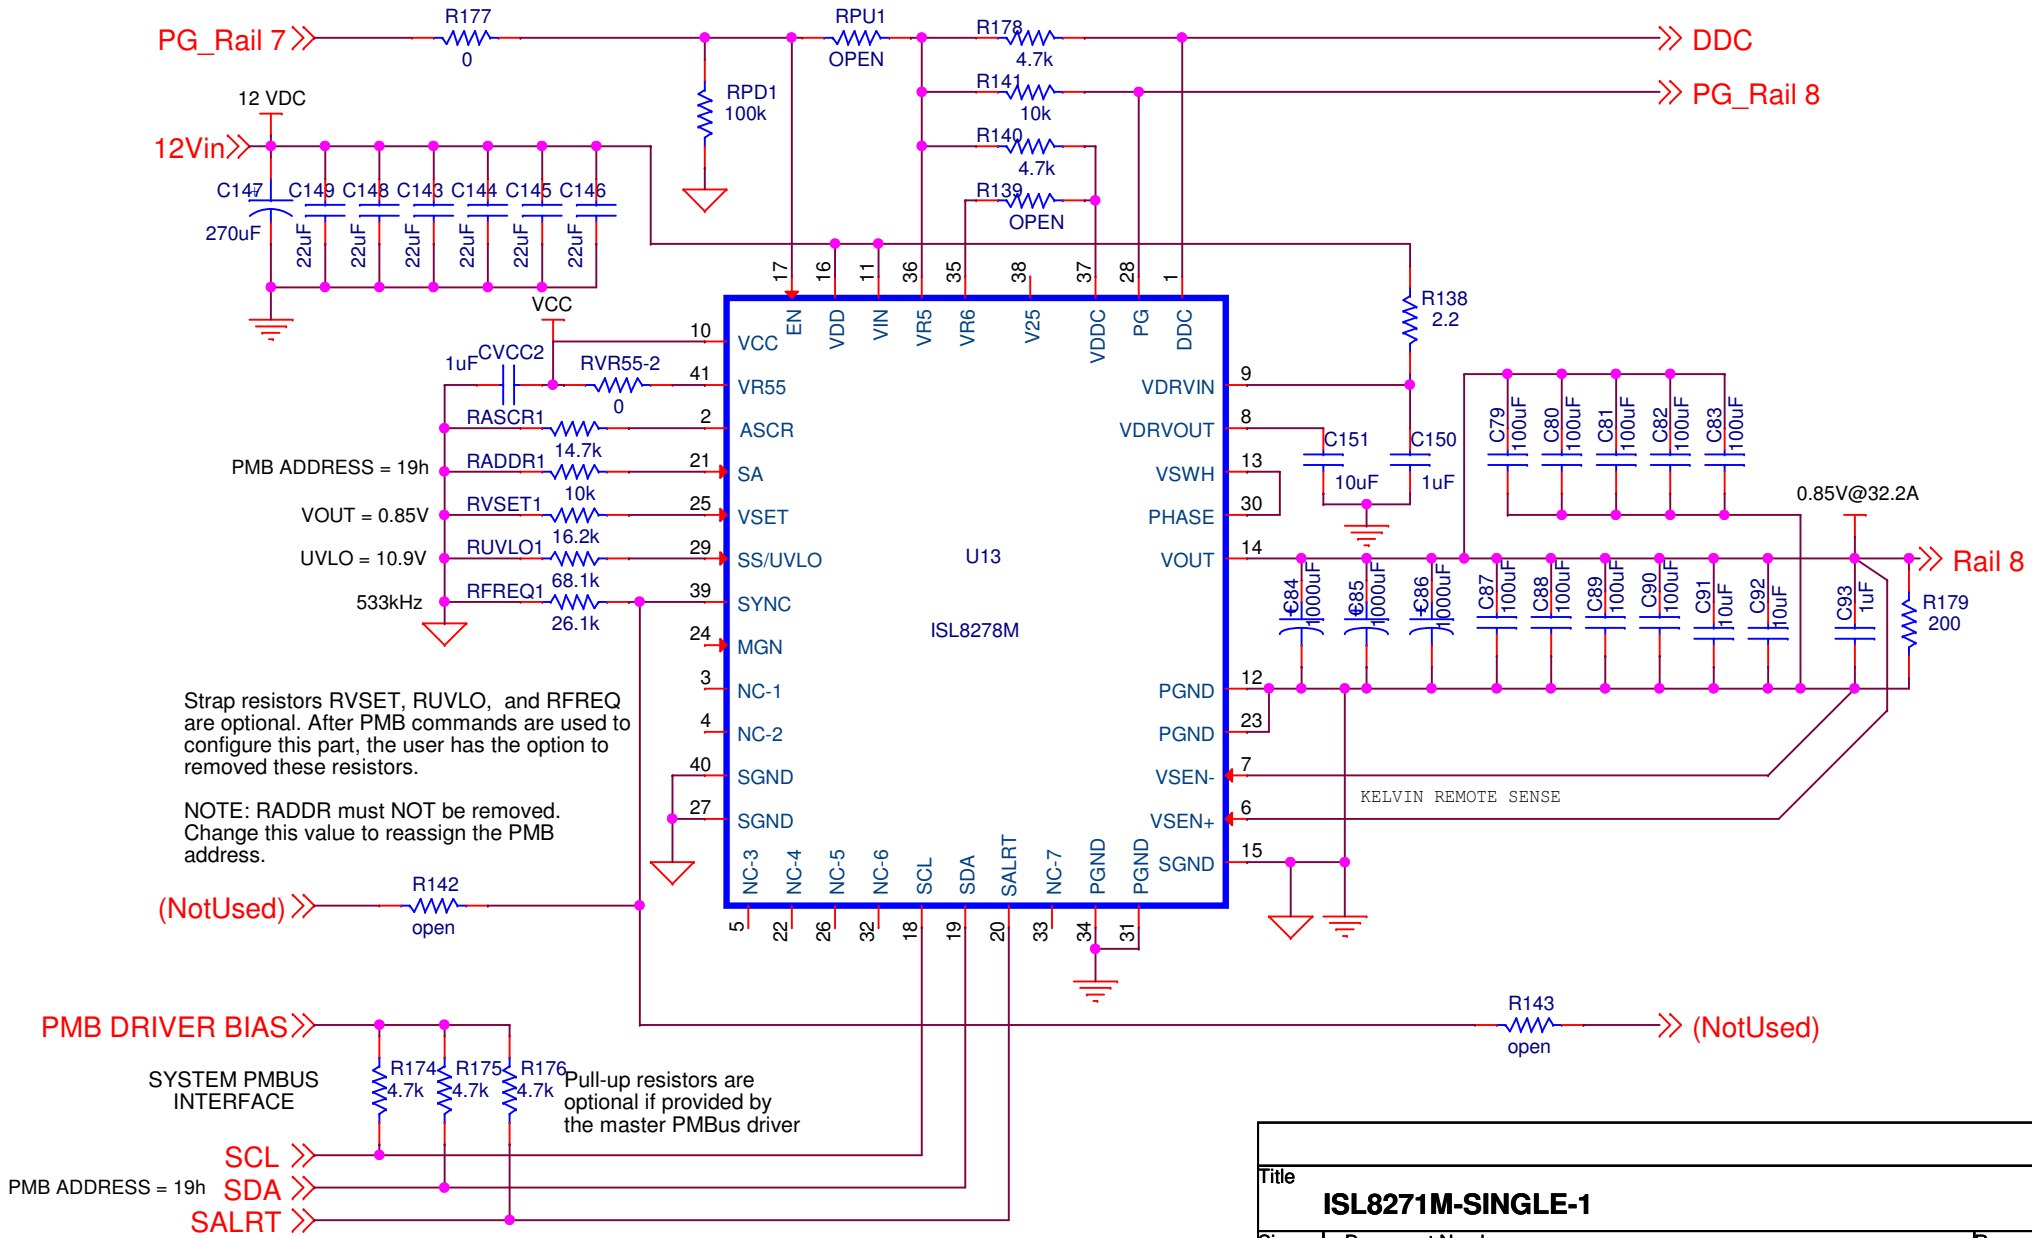 R177
PG_Rail 7
0
RPU1
OPEN
R178
4.7k
DDC
RPD1
100k
R141
10k
PG_Rail 8
R140
4.7k
R139
OPEN
12 VDC
12Vin
C147
270uF
C149
22uF
C148
22uF
C143
22uF
C144
22uF
C145
22uF
C146
22uF
17
16
11
36
35
38
37
28
1
EN
VDD
VIN
VR5
VR6
V25
VDDC
PG
DDC
R138
2.2
VCC
10
VCC
1uF
CVCC2
RVR55-2
0
41
VR55
RASCR1
14.7k
2
ASCR
PMB ADDRESS = 19h
RADDR1
10k
21
SA
VOUT = 0.85V
RVSET1
16.2k
25
VSET
UVLO = 10.9V
RUVLO1
68.1k
29
SS/UVLO
533kHz
RFREQ1
26.1k
39
SYNC
24
MGN
3
NC-1
4
NC-2
40
SGND
27
SGND
U13
ISL8278M
VDRVIN
9
VDRVOUT
8
VSWH
13
PHASE
30
VOUT
14
PGND
12
PGND
23
VSEN-
7
VSEN+
6
SGND
15
KELVIN REMOTE SENSE
C151
10uF
C150
1uF
C79
100uF
C80
100uF
C81
100uF
C82
100uF
C83
100uF
0.85V@32.2A
Rail 8
C84
1000uF
C85
1000uF
C86
1000uF
C87
100uF
C88
100uF
C89
100uF
C90
100uF
C91
10uF
C92
10uF
C93
1uF
R179
200
Strap resistors RVSET, RUVLO,  and RFREQ
are optional. After PMB commands are used to
configure this part, the user has the option to
removed these resistors.
NOTE: RADDR must NOT be removed.
Change this value to reassign the PMB
address.
NC-3
NC-4
NC-5
NC-6
SCL
SDA
SALRT
NC-7
PGND
PGND
5
22
26
32
18
19
20
33
34
31
(NotUsed)
R142
open
R143
open
(NotUsed)
PMB DRIVER BIAS
SYSTEM PMBUS
INTERFACE
R174
4.7k
R175
4.7k
R176
4.7k
Pull-up resistors are
optional if provided by
the master PMBus driver
SCL
PMB ADDRESS = 19h
SDA
SALRT
Title
ISL8271M-SINGLE-1